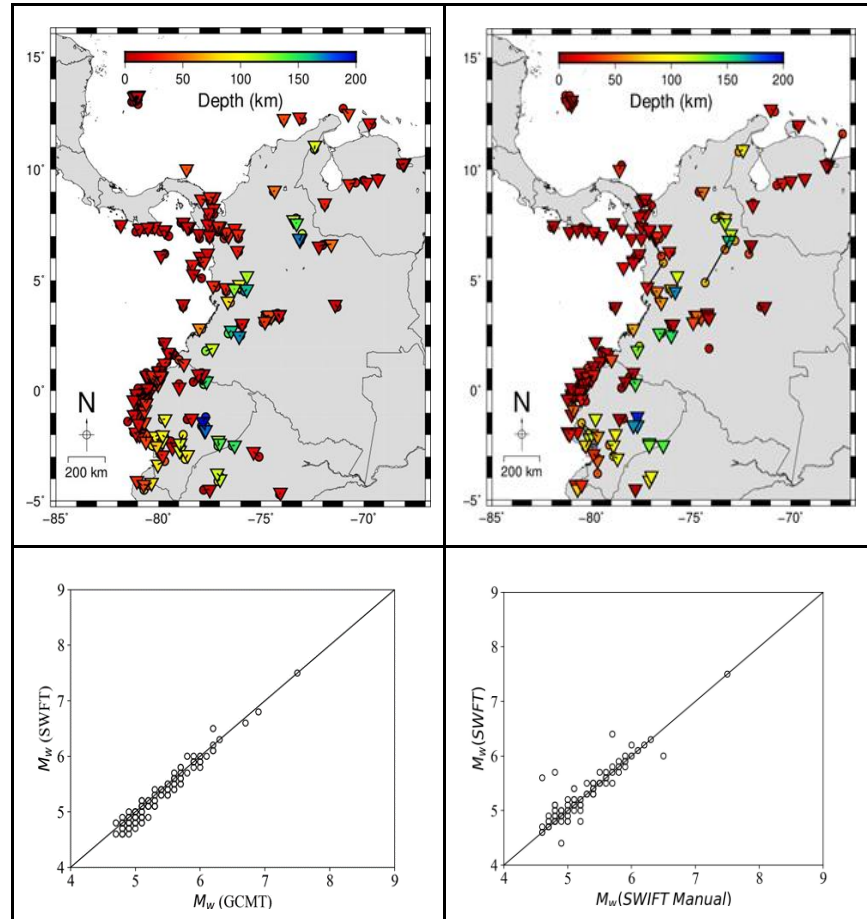 0 50 100 150 200
Depth (km)
15°
10°
5°
0°
-5°
N
200 km
-85° -80° -75° -70°
0 50 100 150 200
Depth (km)
15°
10°
5°
0°
-5°
N
200 km
-85° -80° -75° -70°
9
8
7
6
5
4
Mw (SWFT)
4 5 6 7 8 9
Mw (GCMT)
9
8
7
6
5
4
Mw(SWFT)
4 5 6 7 8 9
Mw(SWIFT Manual)